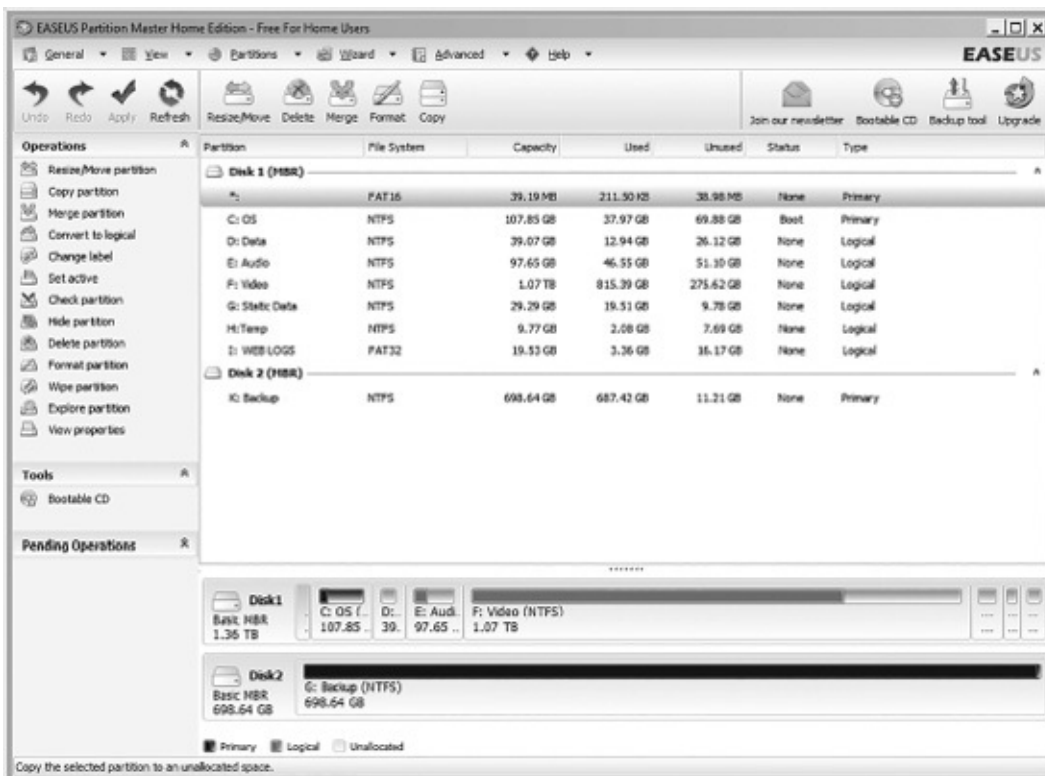 EASEUS Partition Master Home Edition - Free For Home Users
General View Partitions Wizard Advanced Help EASEUS
Undo Redo Apply Refresh Resize/Move Delete Merge Format Copy Join our newsletter Bootable CD Backup tool Upgrade
Operations
Resize/Move partition
Copy partition
Merge partition
Convert to logical
Change label
Set active
Check partition
Hide partition
Delete partition
Format partition
Wipe partition
Explore partition
View properties
Tools
Bootable CD
Pending Operations
Partition File System Capacity Used Unused Status Type
Disk 1 (MBR)
*: FAT16 39.19 MB 211.50 KB 38.98 MB None Primary
C: OS NTFS 107.85 GB 37.97 GB 69.88 GB Boot Primary
D: Data NTFS 39.07 GB 12.94 GB 26.12 GB None Logical
E: Audio NTFS 97.65 GB 46.55 GB 51.10 GB None Logical
F: Video NTFS 1.07 TB 815.39 GB 275.62 GB None Logical
G: Static Data NTFS 29.29 GB 19.51 GB 9.78 GB None Logical
H:Temp NTFS 9.77 GB 2.08 GB 7.69 GB None Logical
I: WEB LOGS FAT32 19.53 GB 3.36 GB 16.17 GB None Logical
Disk 2 (MBR)
K: Backup NTFS 698.64 GB 687.42 GB 11.21 GB None Primary
Disk1
Basic MBR
1.36 TB
. C: OS (.. D:.. E: Audi.. F: Video (NTFS) ... ... ...
. 107.85 .. 39. 97.65 .. 1.07 TB ... ... ...
Disk2
Basic MBR
698.64 GB
G: Backup (NTFS)
698.64 GB
Primary Logical Unallocated
Copy the selected partition to an unallocated space.